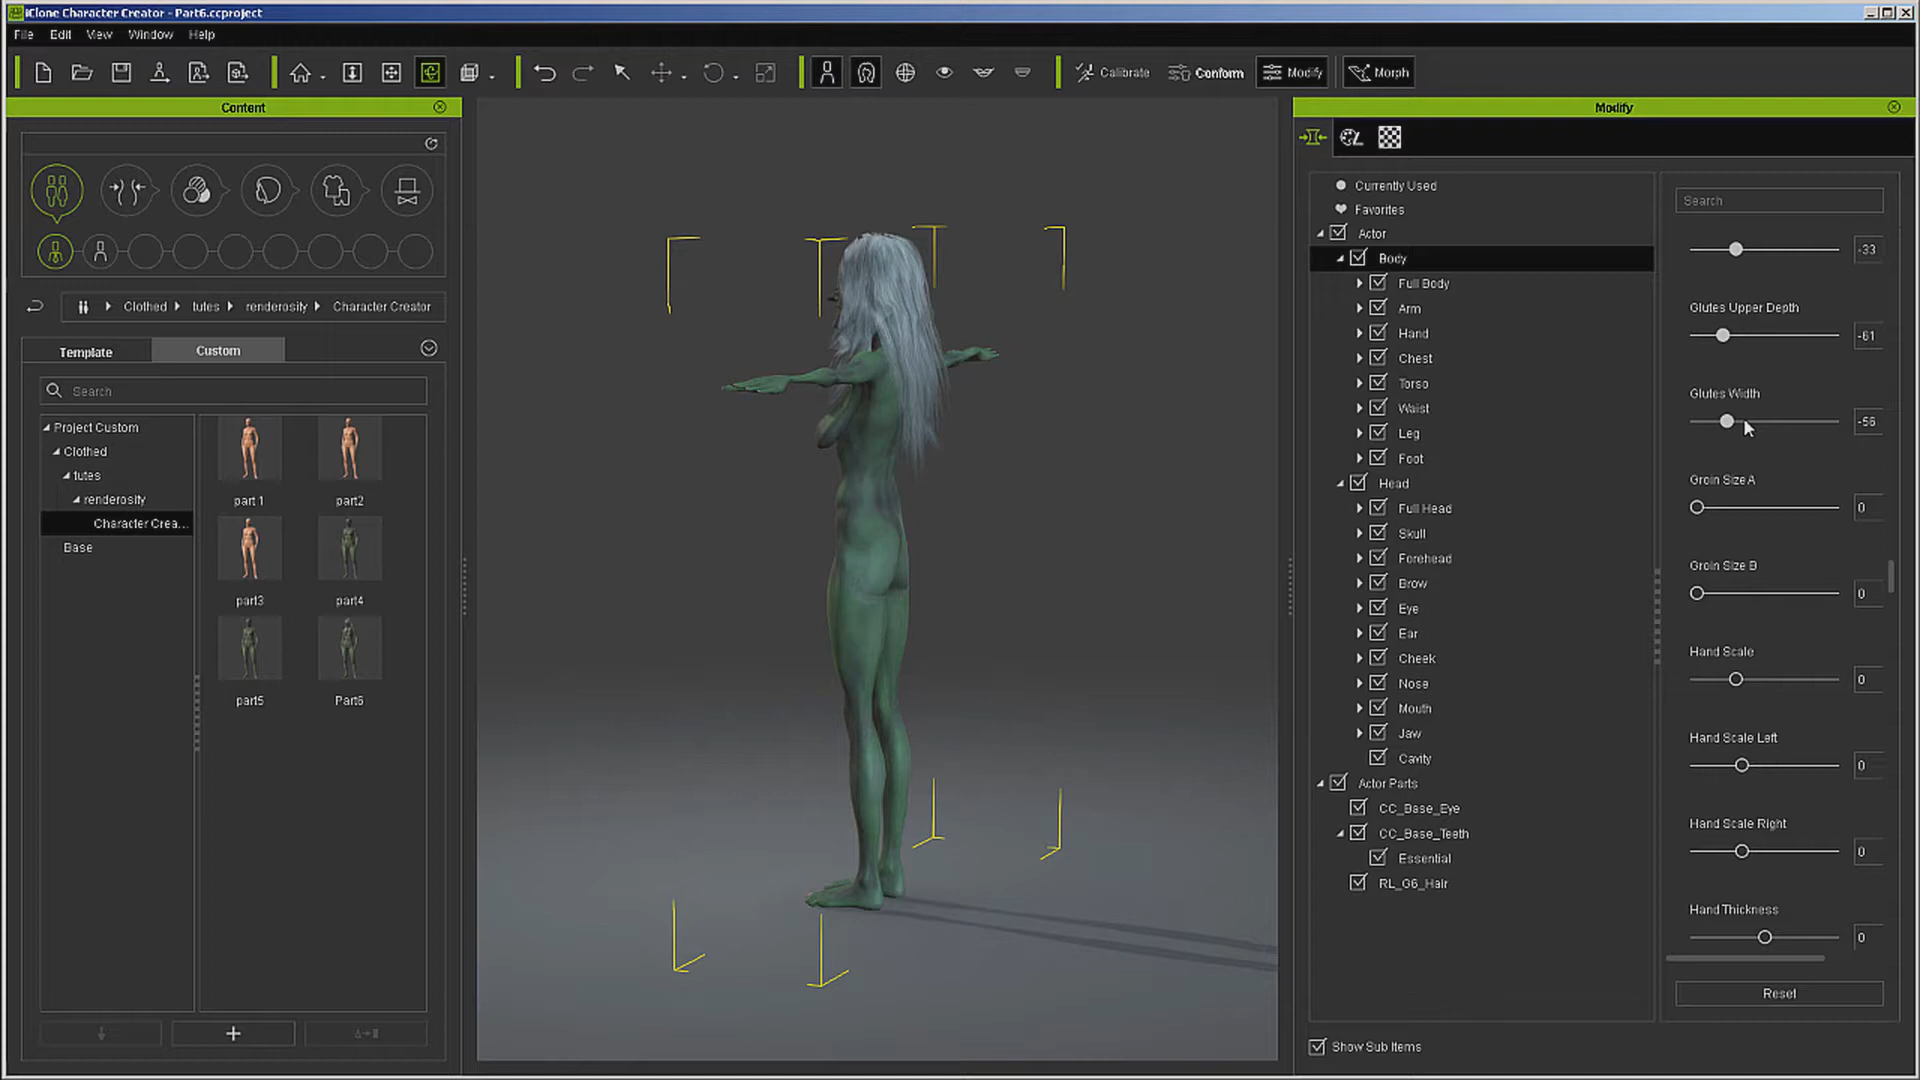 iClone Character Creator - Part6.ccproject
File Edit View Window Help
Calibrate Conform Modify Morph
Content
Clothed tutes renderosity Character Creator
Template Custom
Search
Project Custom
Clothed
tutes
renderosity
Character Crea...
Base
part 1 part2
part3 part4
part5 Part6
Modify
Currently Used
Favorites
Actor
Body
Full Body
Arm
Hand
Chest
Torso
Waist
Leg
Foot
Head
Full Head
Skull
Forehead
Brow
Eye
Ear
Cheek
Nose
Mouth
Jaw
Cavity
Actor Parts
CC_Base_Eye
CC_Base_Teeth
Essential
RL_G6_Hair
Show Sub Items
Search
-33
Glutes Upper Depth
-61
Glutes Width
-56
Groin Size A
0
Groin Size B
0
Hand Scale
0
Hand Scale Left
0
Hand Scale Right
0
Hand Thickness
0
Reset